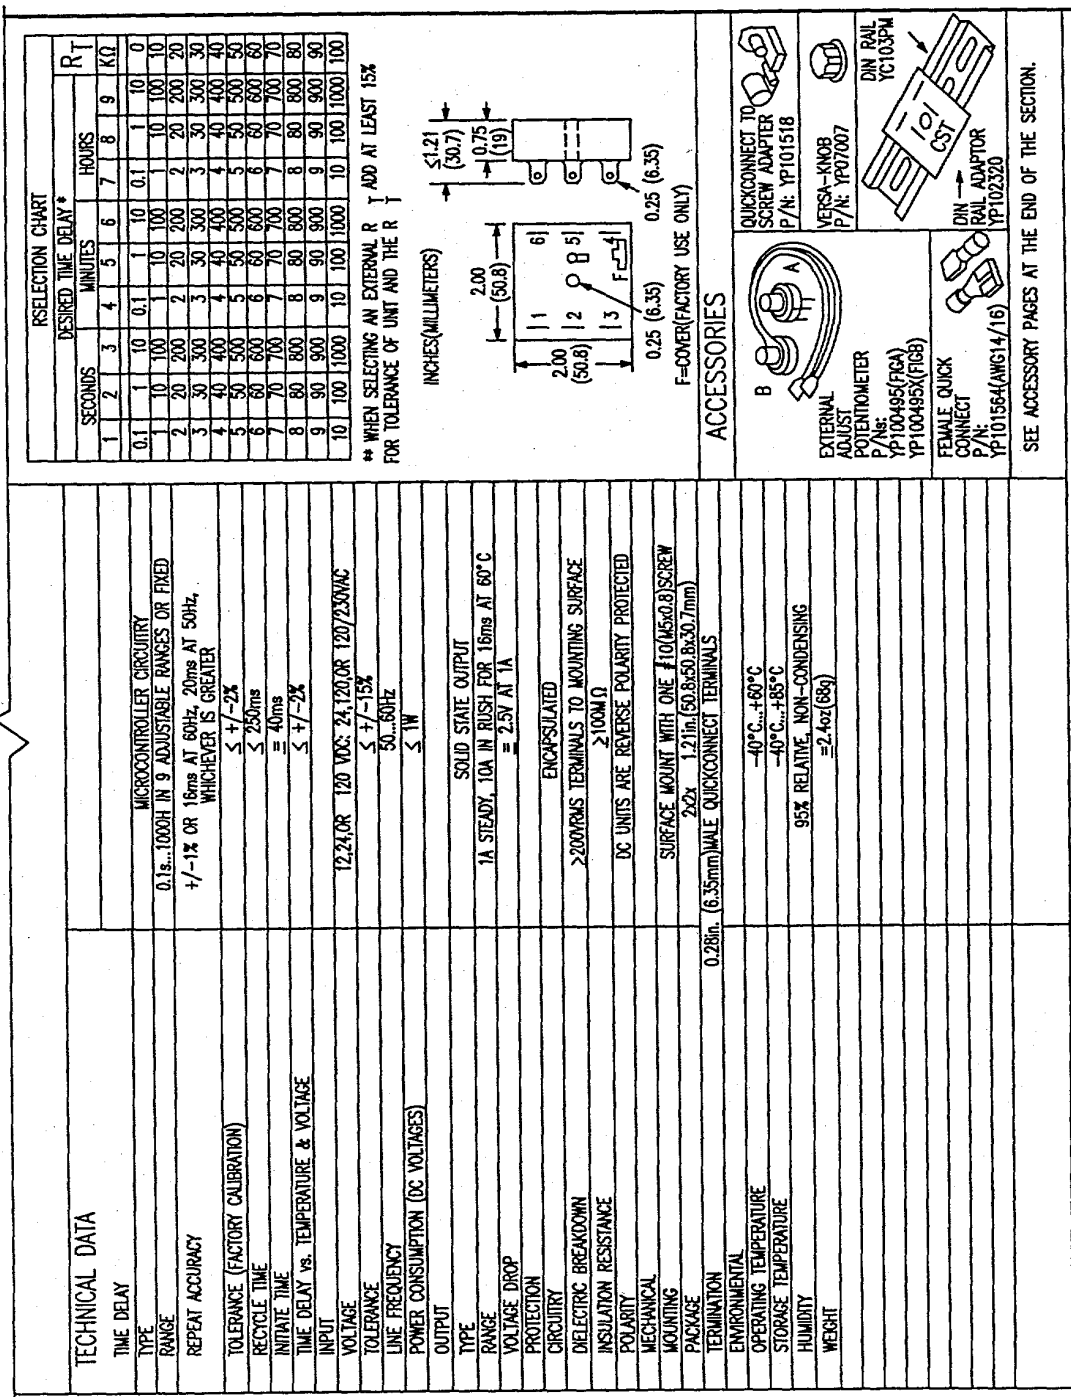 TECHNICAL DATA
TIME DELAY
TYPE MICROCONTROLLER CIRCUITRY
RANGE 0.1s...1000H IN 9 ADJUSTABLE RANGES OR FIXED
REPEAT ACCURACY +/-1% OR 16ms AT 60Hz, 20ms AT 50Hz,
WHICHEVER IS GREATER
TOLERANCE (FACTORY CALIBRATION) ≤ +/-2%
RECYCLE TIME ≤ 250ms
INITIATE TIME = 40ms
TIME DELAY vs. TEMPERATURE & VOLTAGE ≤ +/-2%
INPUT
VOLTAGE 12,24,OR 120 VDC: 24,120,OR 120/230VAC
TOLERANCE ≤ +/-15%
LINE FREQUENCY 50...60Hz
POWER CONSUMPTION (DC VOLTAGES) ≤ 1W
OUTPUT
TYPE SOLID STATE OUTPUT
RANGE 1A STEADY, 10A IN RUSH FOR 16ms AT 60°C
VOLTAGE DROP = 2.5V AT 1A
PROTECTION
CIRCUITRY ENCAPSULATED
DIELECTRIC BREAKDOWN >200VRMS TERMINALS TO MOUNTING SURFACE
INSULATION RESISTANCE ≥100MΩ
POLARITY DC UNITS ARE REVERSE POLARITY PROTECTED
MECHANICAL
MOUNTING SURFACE MOUNT WITH ONE #10(M5x0.8)SCREW
PACKAGE 2x2x 1.21in.(50.8x50.8x30.7mm)
TERMINATION 0.28in. (6.35mm)MALE QUICKCONNECT TERMINALS
ENVIRONMENTAL
OPERATING TEMPERATURE -40°C...+60°C
STORAGE TEMPERATURE -40°C...+85°C
HUMIDITY 95% RELATIVE, NON-CONDENSING
WEIGHT =2.4oz(68g)
RSELECTION CHART
DESIRED TIME DELAY* RT
SECONDS MINUTES HOURS
1 2 3 4 5 6 7 8 9 KΩ
0.1 1 10 0.1 1 10 0.1 1 10 0
1 10 100 1 10 100 1 10 100 10
2 20 200 2 20 200 2 20 200 20
3 30 300 3 30 300 3 30 300 30
4 40 400 4 40 400 4 40 400 40
5 50 500 5 50 500 5 50 500 50
6 60 600 6 60 600 6 60 600 60
7 70 700 7 70 700 7 70 700 70
8 80 800 8 80 800 8 80 800 80
9 90 900 9 90 900 9 90 900 90
10 100 1000 10 100 1000 10 100 1000 100
** WHEN SELECTING AN EXTERNAL R T ADD AT LEAST 15%
FOR TOLERANCE OF UNIT AND THE R T
INCHES(MILLIMETERS)
2.00
(50.8)
2.00
(50.8)
1 2 3 4 5 6
F
0.25 (6.35)
≤1.21
(30.7)
0.75
(19)
0.25 (6.35)
F=COVER(FACTORY USE ONLY)
ACCESSORIES
B
A
EXTERNAL
ADJUST
POTENTIOMETER
P/Ns:
YP100495(FIGA)
YP100495X(FIGB)
FEMALE QUICK
CONNECT
P/N:
YP101564(AWG14/16)
QUICKCONNECT TO
SCREW ADAPTER
P/N: YP101518
VERSA-KNOB
P/N: YP07007
DIN RAIL
YC103PM
CST
DIN
RAIL ADAPTOR
YP102320
SEE ACCESSORY PAGES AT THE END OF THE SECTION.